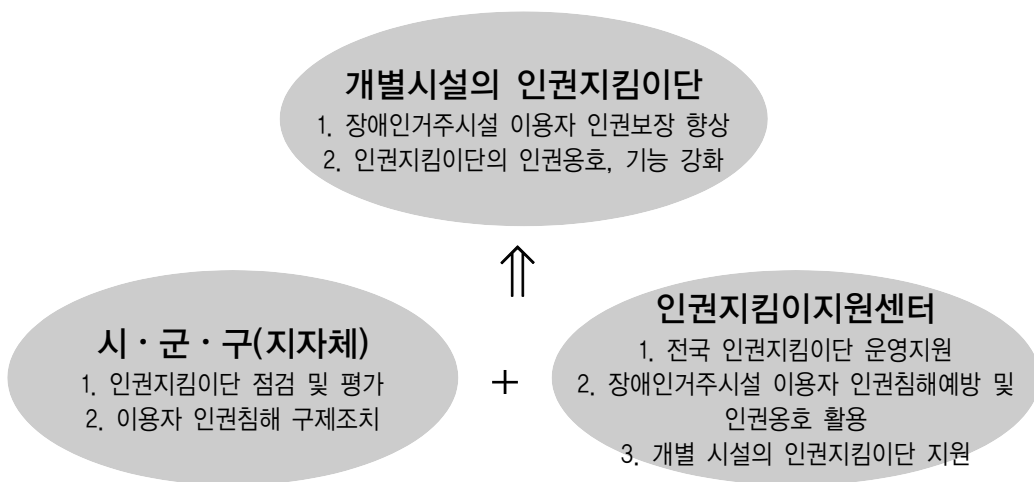 개별시설의 인권지킴이단
1. 장애인거주시설 이용자 인권보장 향상
2. 인권지킴이단의 인권옹호, 기능 강화
⇑
시·군·구(지자체)
1. 인권지킴이단 점검 및 평가
2. 이용자 인권침해 구제조치
+
인권지킴이지원센터
1. 전국 인권지킴이단 운영지원
2. 장애인거주시설 이용자 인권침해예방 및
인권옹호 활용
3. 개별 시설의 인권지킴이단 지원